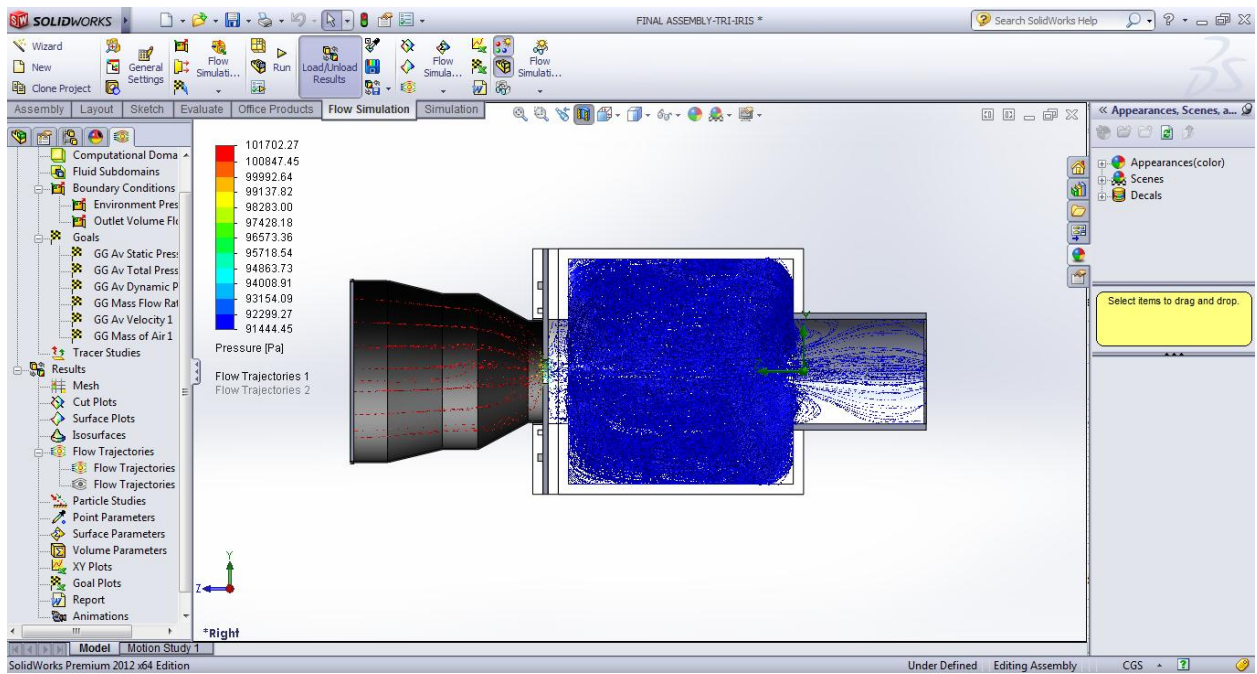 SOLIDWORKS
FINAL ASSEMBLY-TRI-IRIS *
Search SolidWorks Help
Wizard
New
Clone Project
General Settings
Flow Simulati...
Run
Load/Unload Results
Flow Simula...
Flow Simulati...
Assembly Layout Sketch Evaluate Office Products Flow Simulation Simulation
Computational Doma
Fluid Subdomains
Boundary Conditions
Environment Pres
Outlet Volume Flo
Goals
GG Av Static Press
GG Av Total Press
GG Av Dynamic P
GG Mass Flow Rat
GG Av Velocity 1
GG Mass of Air 1
Tracer Studies
Results
Mesh
Cut Plots
Surface Plots
Isosurfaces
Flow Trajectories
Flow Trajectories
Flow Trajectories
Particle Studies
Point Parameters
Surface Parameters
Volume Parameters
XY Plots
Goal Plots
Report
Animations
101702.27
100847.45
99992.64
99137.82
98283.00
97428.18
96573.36
95718.54
94863.73
94008.91
93154.09
92299.27
91444.45
Pressure [Pa]
Flow Trajectories 1
Flow Trajectories 2
Y
Y
Z
*Right
Appearances, Scenes, a...
Appearances(color)
Scenes
Decals
Select items to drag and drop.
Model Motion Study 1
SolidWorks Premium 2012 x64 Edition
Under Defined Editing Assembly CGS